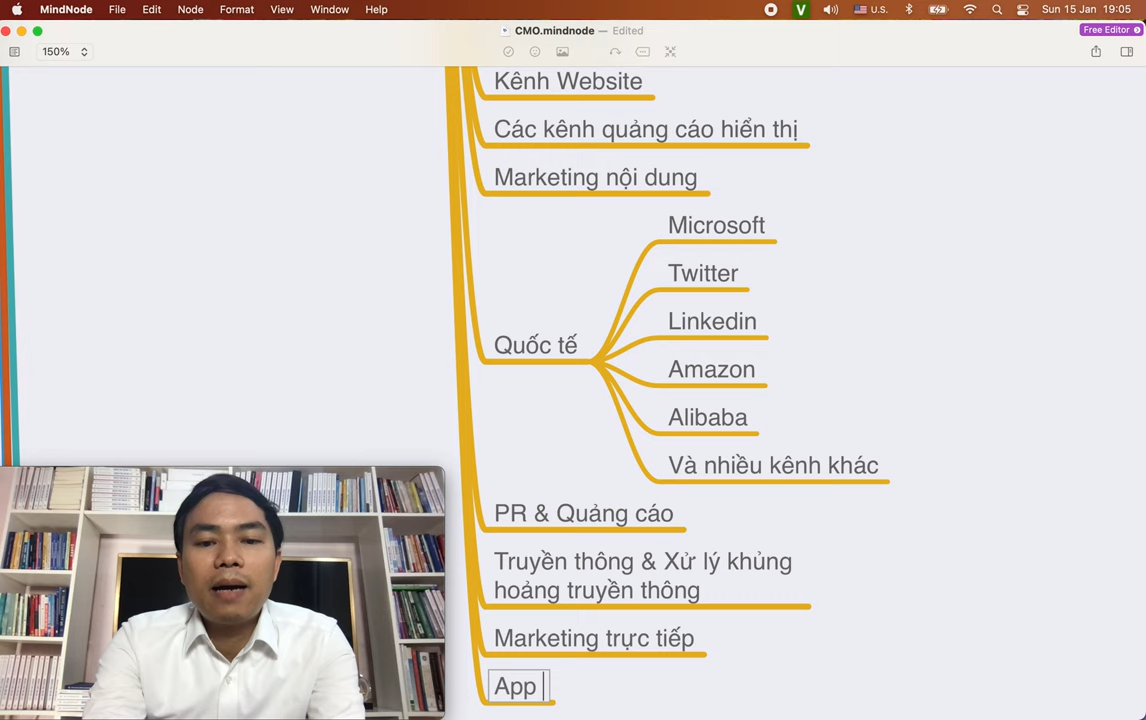 MindNode File Edit Node Format View Window Help V U.S. Sun 15 Jan 19:05
CMO.mindnode — Edited
Free Editor
150%
Kênh Website
Các kênh quảng cáo hiển thị
Marketing nội dung
Microsoft
Twitter
Linkedin
Quốc tế
Amazon
Alibaba
Và nhiều kênh khác
PR & Quảng cáo
Truyền thông & Xử lý khủng
hoảng truyền thông
Marketing trực tiếp
App